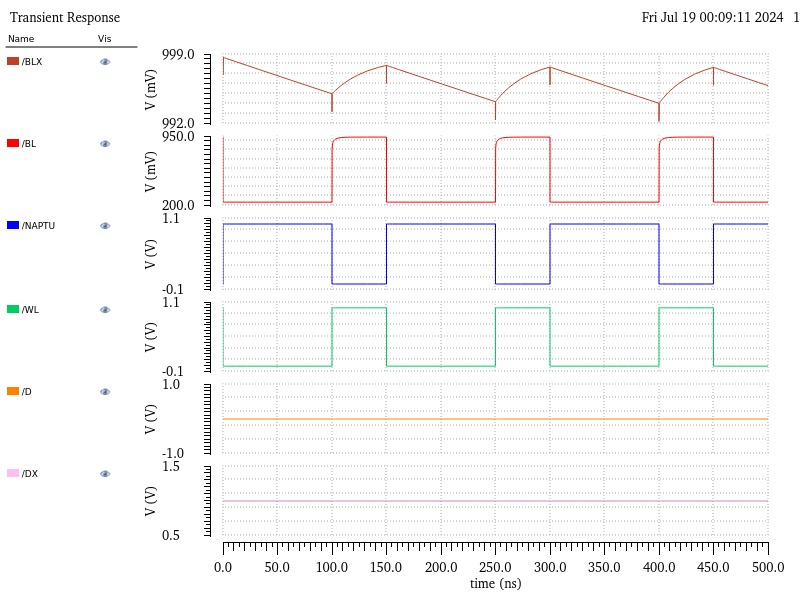 Transient Response Fri Jul 19 00:09:11 2024 1
Name Vis
/BLX
999.0
V (mV)
992.0
/BL
950.0
V (mV)
200.0
/NAPTU
1.1
V (V)
-0.1
/WL
1.1
V (V)
-0.1
/D
1.0
V (V)
-1.0
/DX
1.5
V (V)
0.5
0.0 50.0 100.0 150.0 200.0 250.0 300.0 350.0 400.0 450.0 500.0
time (ns)